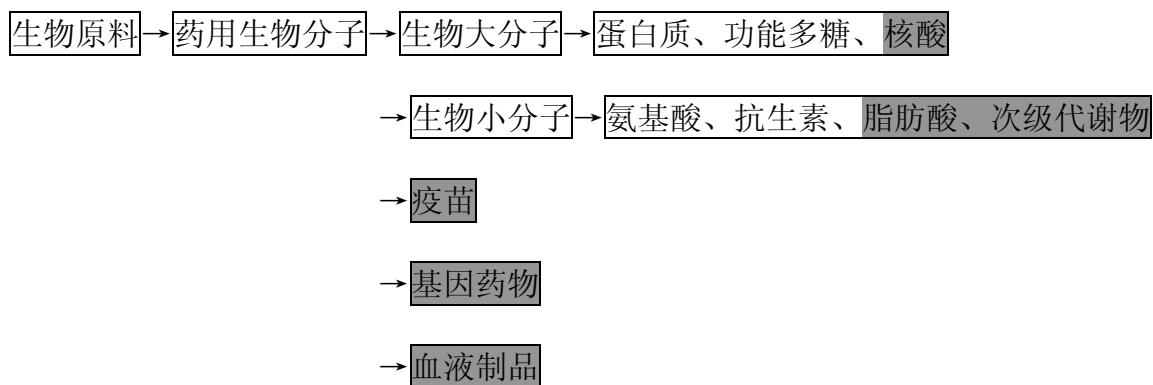 生物原料→药用生物分子→生物大分子→蛋白质、功能多糖、核酸
→生物小分子→氨基酸、抗生素、脂肪酸、次级代谢物
→疫苗
→基因药物
→血液制品